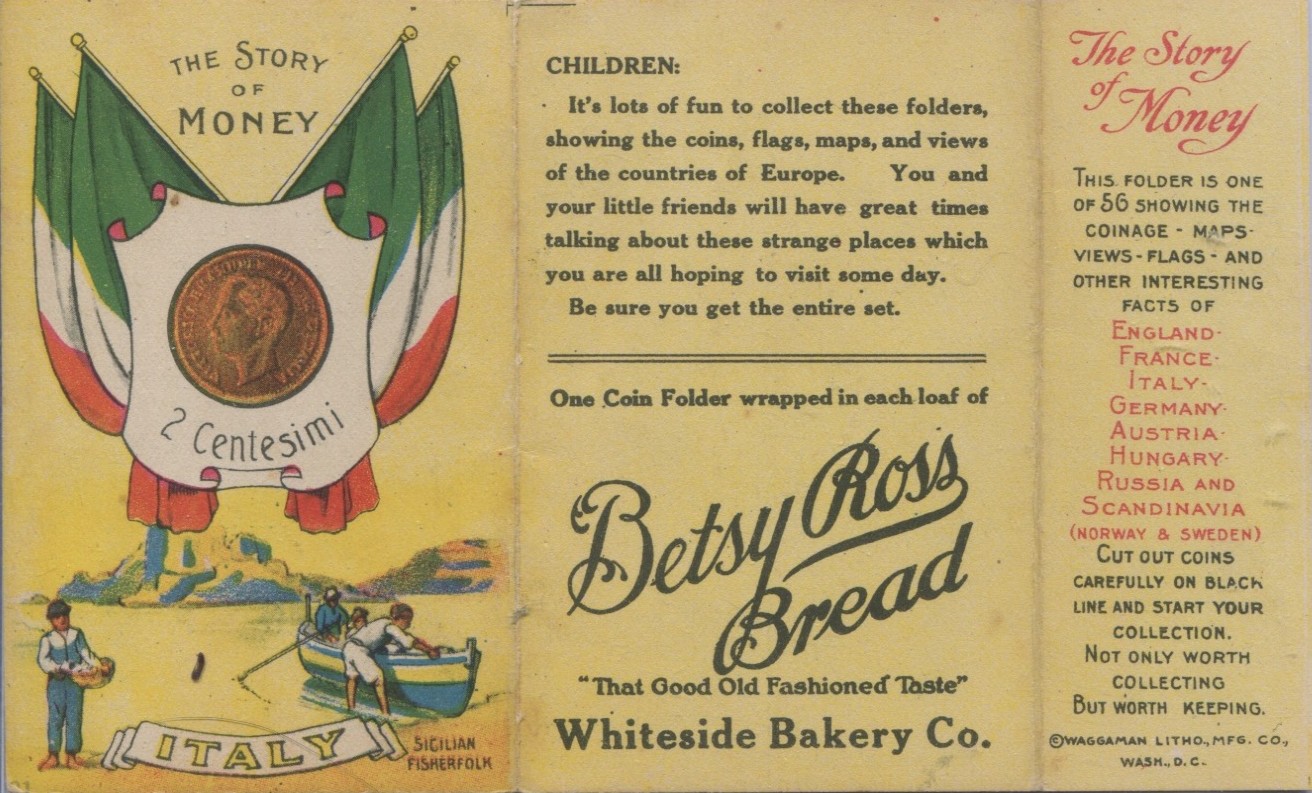 THE STORY
OF
MONEY
2 Centesimi
ITALY
SICILIAN
FISHERFOLK
CHILDREN:
It's lots of fun to collect these folders,
showing the coins, flags, maps, and views
of the countries of Europe. You and
your little friends will have great times
talking about these strange places which
you are all hoping to visit some day.
Be sure you get the entire set.
One Coin Folder wrapped in each loaf of
Betsy Ross
Bread
"That Good Old Fashioned Taste"
Whiteside Bakery Co.
The Story
of
Money
THIS FOLDER IS ONE
OF 56 SHOWING THE
COINAGE - MAPS-
VIEWS - FLAGS - AND
OTHER INTERESTING
FACTS OF
ENGLAND-
FRANCE-
ITALY-
GERMANY-
AUSTRIA-
HUNGARY-
RUSSIA AND
SCANDINAVIA
(NORWAY & SWEDEN)
CUT OUT COINS
CAREFULLY ON BLACK
LINE AND START YOUR
COLLECTION.
NOT ONLY WORTH
COLLECTING
BUT WORTH KEEPING.
©WAGGAMAN LITHO., MFG. CO.,
WASH., D.C.